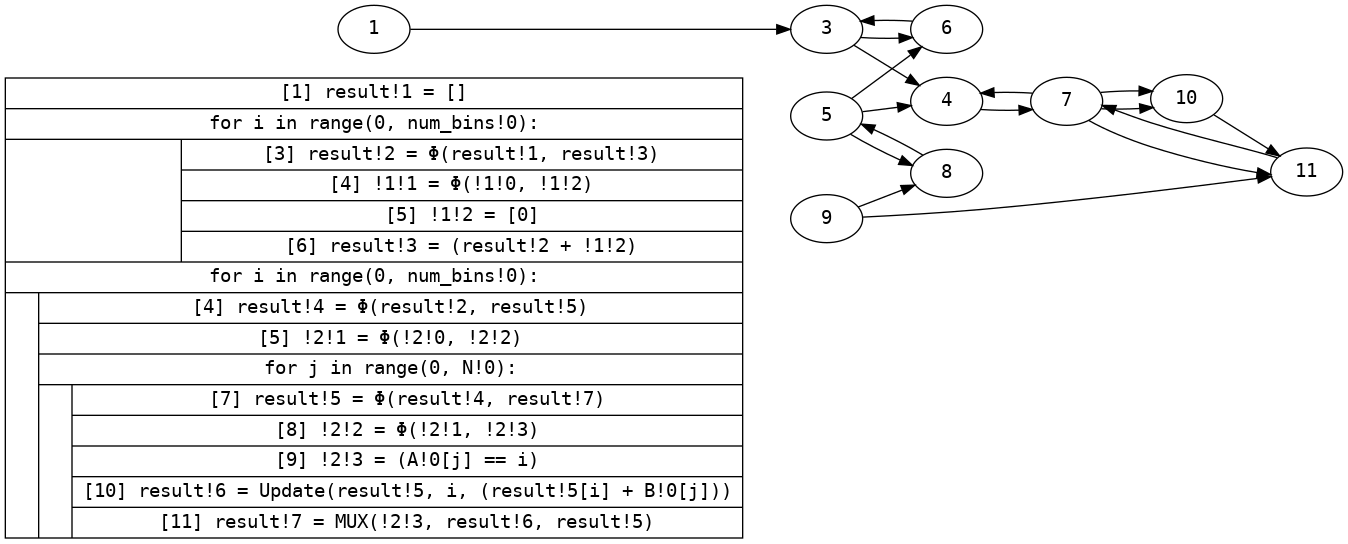 [1] result!1 = []
for i in range(0, num_bins!0):
[3] result!2 = Φ(result!1, result!3)
[4] !1!1 = Φ(!1!0, !1!2)
[5] !1!2 = [0]
[6] result!3 = (result!2 + !1!2)
for i in range(0, num_bins!0):
[4] result!4 = Φ(result!2, result!5)
[5] !2!1 = Φ(!2!0, !2!2)
for j in range(0, N!0):
[7] result!5 = Φ(result!4, result!7)
[8] !2!2 = Φ(!2!1, !2!3)
[9] !2!3 = (A!0[j] == i)
[10] result!6 = Update(result!5, i, (result!5[i] + B!0[j]))
[11] result!7 = MUX(!2!3, result!6, result!5)
1
3
6
5
4
7
10
8
11
9